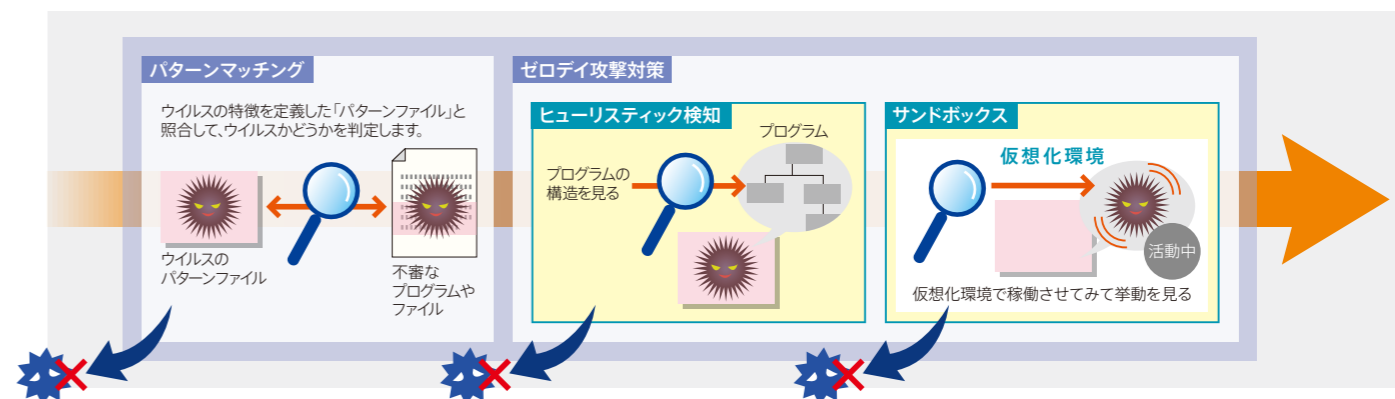 パターンマッチング
ウイルスの特徴を定義した「パターンファイル」と
照合して、ウイルスかどうかを判定します。
ウイルスの
パターンファイル
不審な
プログラムや
ファイル
ゼロデイ攻撃対策
ヒューリスティック検知
プログラム
プログラムの
構造を見る
サンドボックス
仮想化環境
活動中
仮想化環境で稼働させてみて挙動を見る